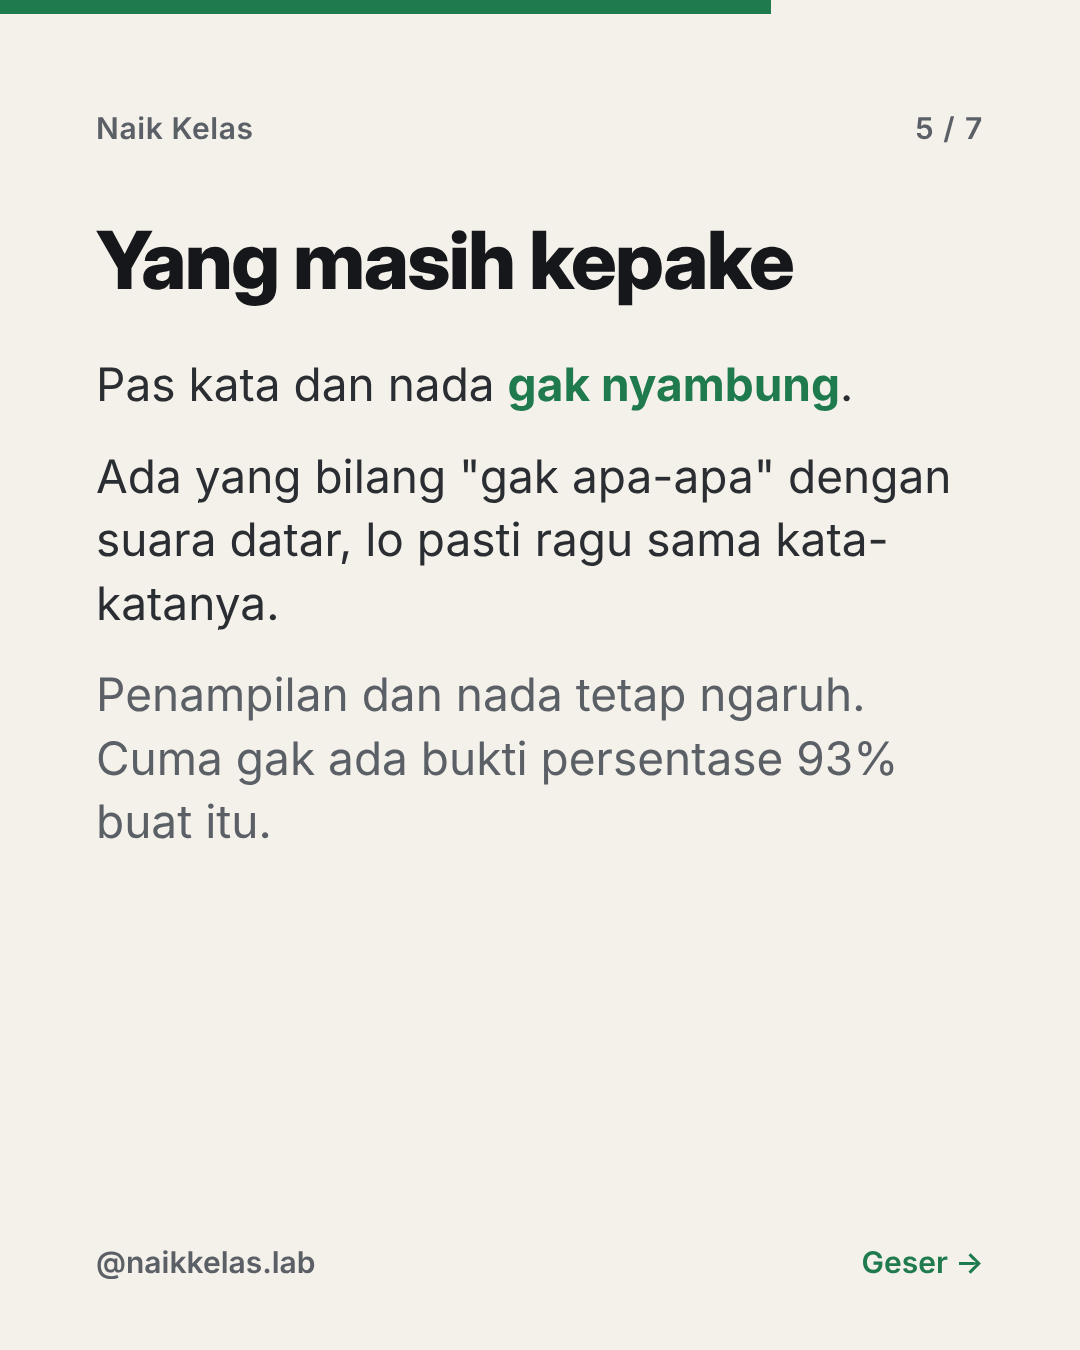 Naik Kelas
5 / 7
Yang masih kepake
Pas kata dan nada gak nyambung.
Ada yang bilang "gak apa-apa" dengan
suara datar, lo pasti ragu sama kata-
katanya.
Penampilan dan nada tetap ngaruh.
Cuma gak ada bukti persentase 93%
buat itu.
@naikkelas.lab
Geser →